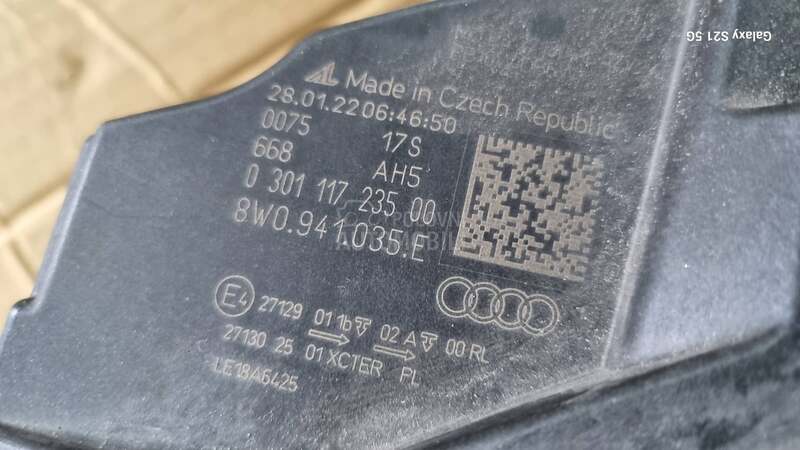 Galaxy S21 5G
AL Made in Czech Republic
28.01.22 06:46:50
0075 17S
668 AH5
0 301 117 235 00
8W0.941.035.E
E4 27129 01 1b 02 A 00 RL
27130 25 01 XCTER PL
LE18A6425